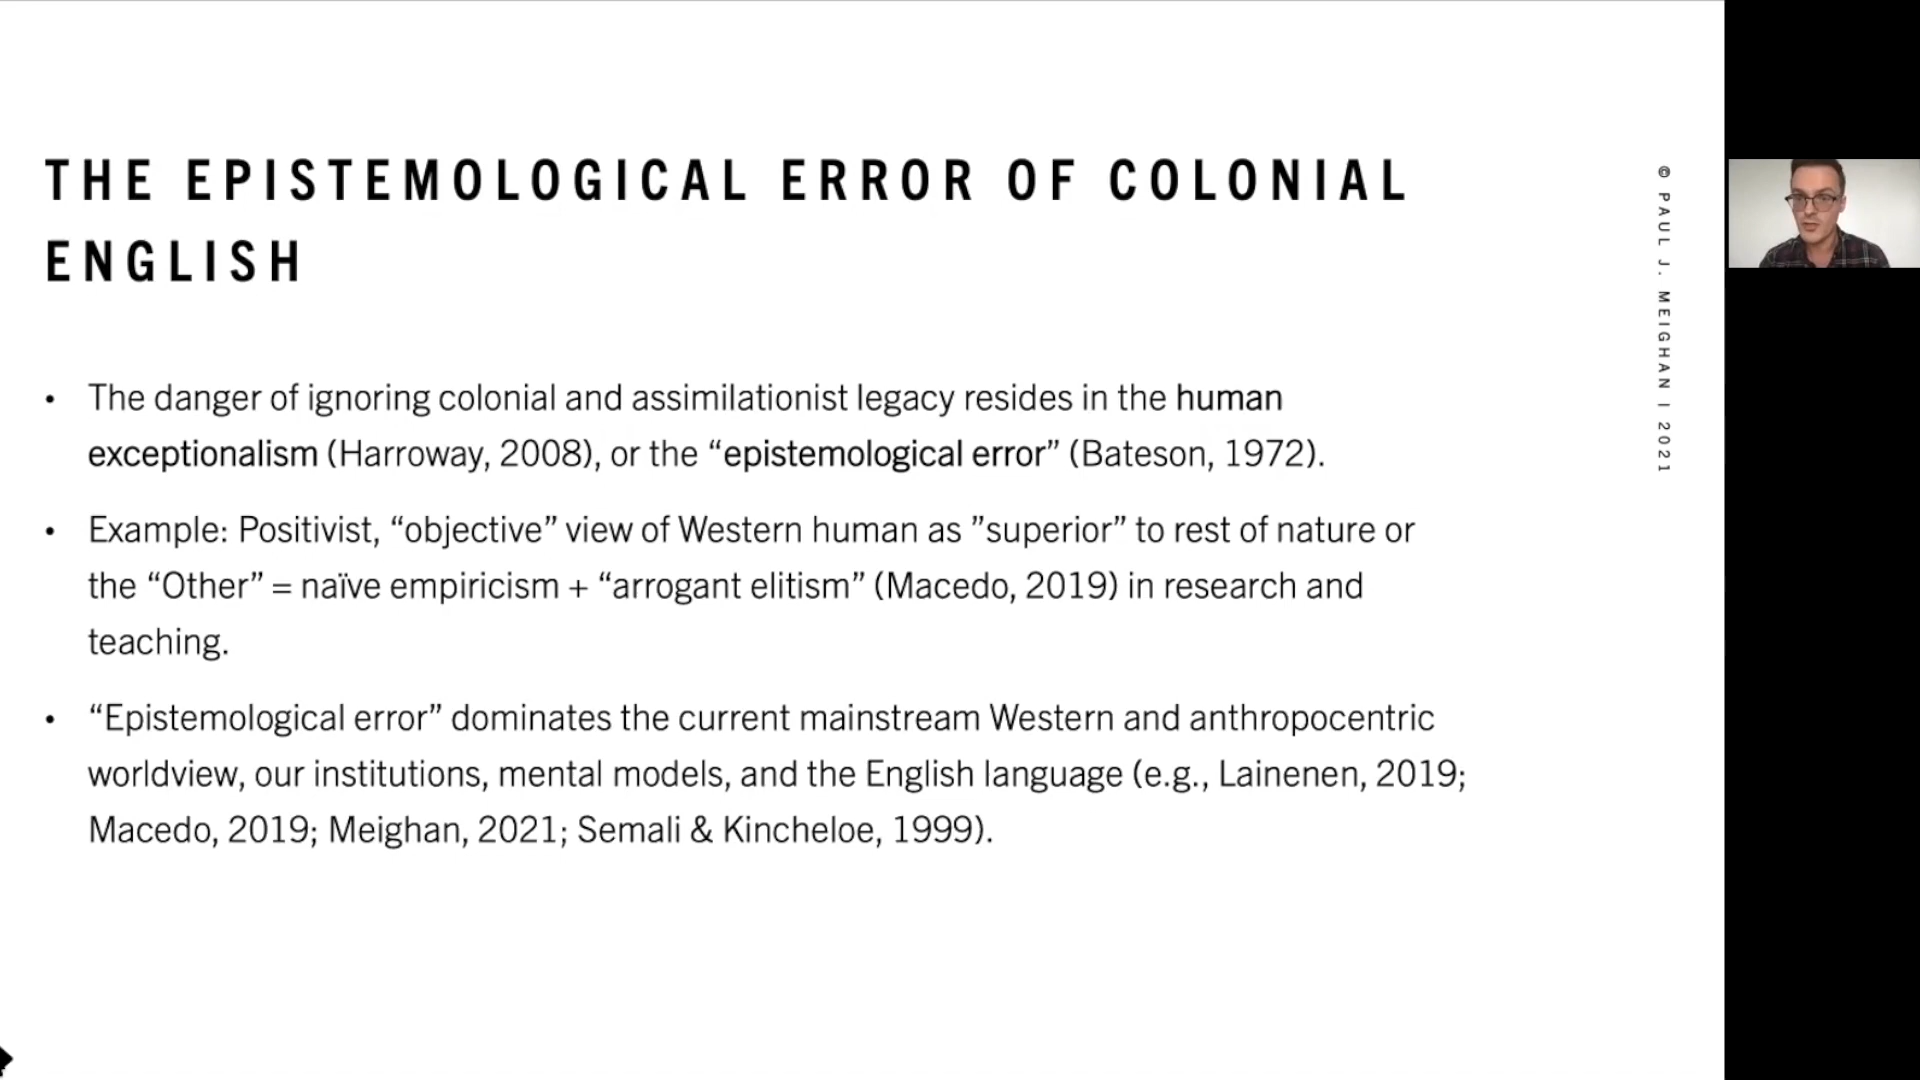 THE EPISTEMOLOGICAL ERROR OF COLONIAL
ENGLISH
• The danger of ignoring colonial and assimilationist legacy resides in the human
exceptionalism (Harroway, 2008), or the “epistemological error” (Bateson, 1972).
• Example: Positivist, “objective” view of Western human as ”superior” to rest of nature or
the “Other” = naïve empiricism + “arrogant elitism” (Macedo, 2019) in research and
teaching.
• “Epistemological error” dominates the current mainstream Western and anthropocentric
worldview, our institutions, mental models, and the English language (e.g., Lainenen, 2019;
Macedo, 2019; Meighan, 2021; Semali & Kincheloe, 1999).
© PAUL J. MEIGHAN | 2021